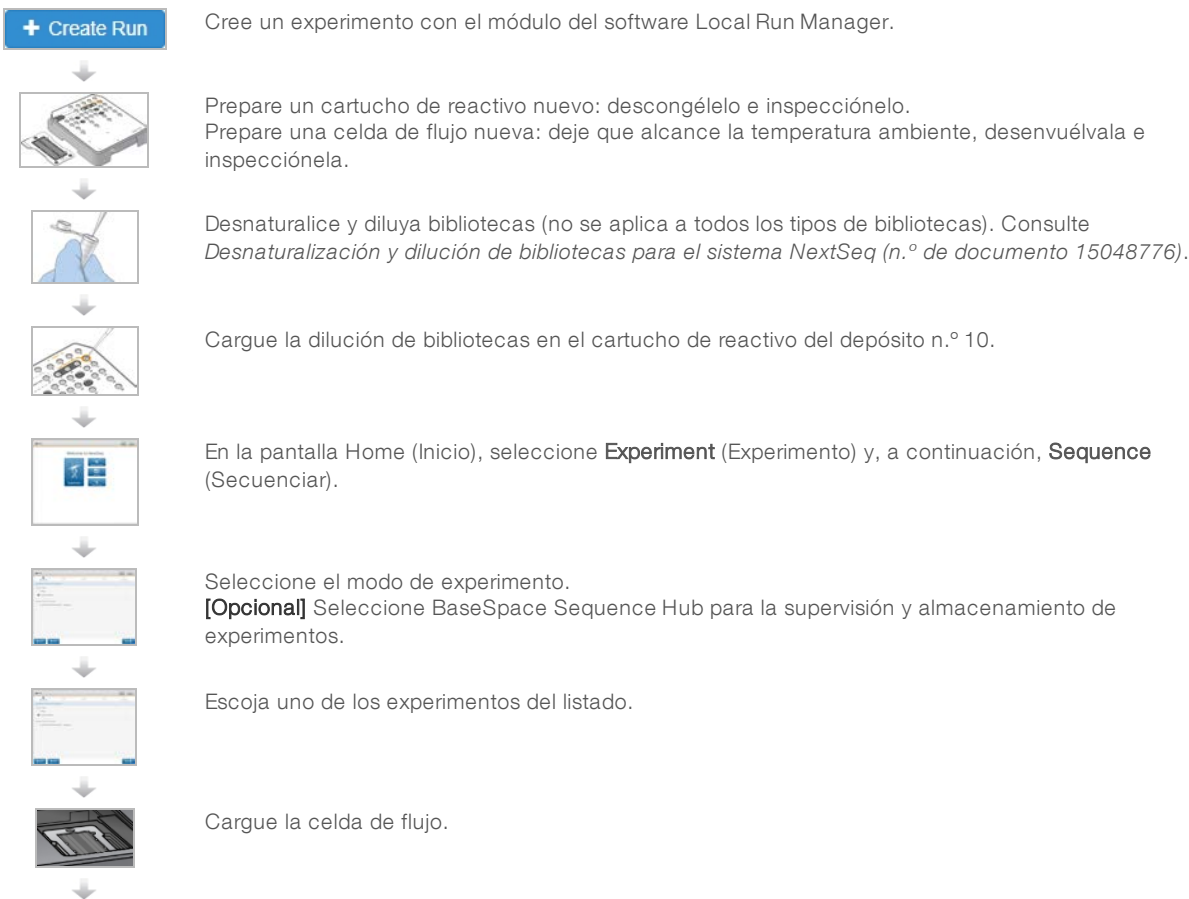 + Create Run
Cree un experimento con el módulo del software Local Run Manager.
Prepare un cartucho de reactivo nuevo: descongélelo e inspecciónelo.
Prepare una celda de flujo nueva: deje que alcance la temperatura ambiente, desenvuélvala e
inspecciónela.
Desnaturalice y diluya bibliotecas (no se aplica a todos los tipos de bibliotecas). Consulte
Desnaturalización y dilución de bibliotecas para el sistema NextSeq (n.º de documento 15048776).
Cargue la dilución de bibliotecas en el cartucho de reactivo del depósito n.º 10.
En la pantalla Home (Inicio), seleccione Experiment (Experimento) y, a continuación, Sequence
(Secuenciar).
Seleccione el modo de experimento.
[Opcional] Seleccione BaseSpace Sequence Hub para la supervisión y almacenamiento de
experimentos.
Escoja uno de los experimentos del listado.
Cargue la celda de flujo.